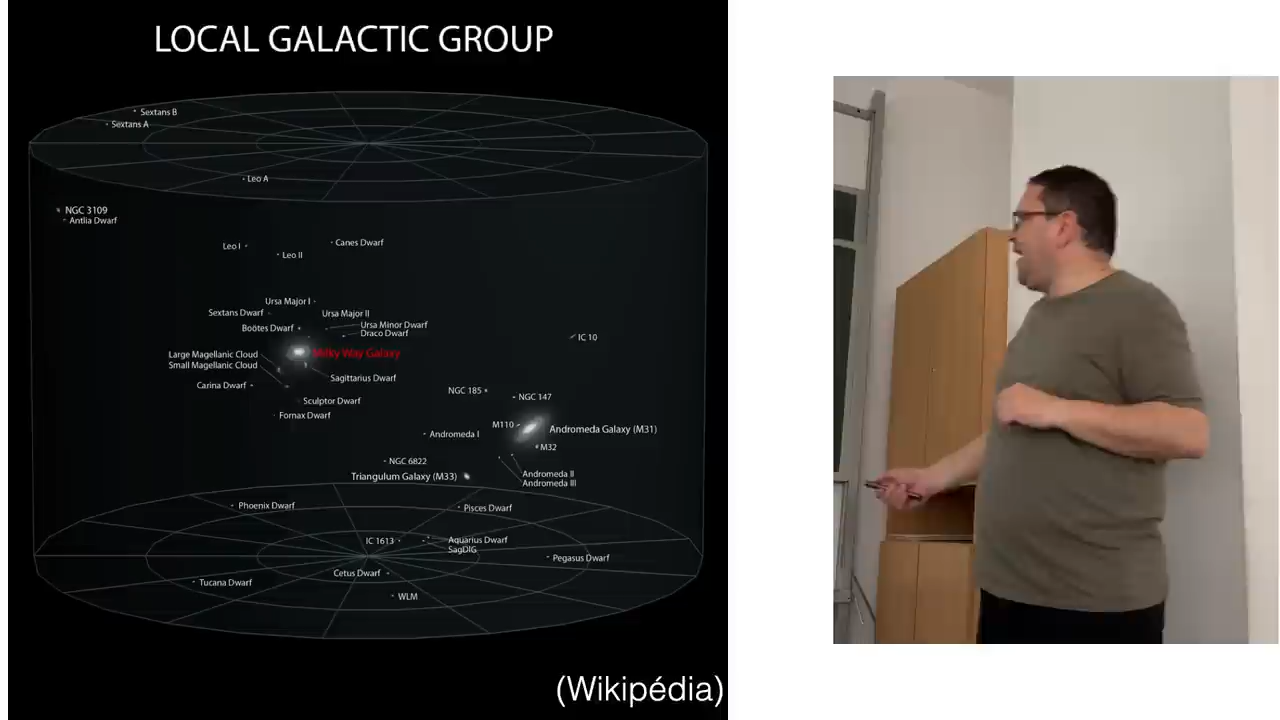 LOCAL GALACTIC GROUP
Sextans B
Sextans A
Leo A
NGC 3109
Antlia Dwarf
Leo I
Canes Dwarf
Leo II
Ursa Major I
Sextans Dwarf
Ursa Major II
Boötes Dwarf
Ursa Minor Dwarf
Draco Dwarf
IC 10
Milky Way Galaxy
Large Magellanic Cloud
Small Magellanic Cloud
Sagittarius Dwarf
Carina Dwarf
NGC 185
NGC 147
Sculptor Dwarf
Fornax Dwarf
M110
Andromeda Galaxy (M31)
Andromeda I
M32
NGC 6822
Triangulum Galaxy (M33)
Andromeda II
Andromeda III
Phoenix Dwarf
Pisces Dwarf
IC 1613
Aquarius Dwarf
SagDIG
Pegasus Dwarf
Cetus Dwarf
Tucana Dwarf
WLM
(Wikipédia)